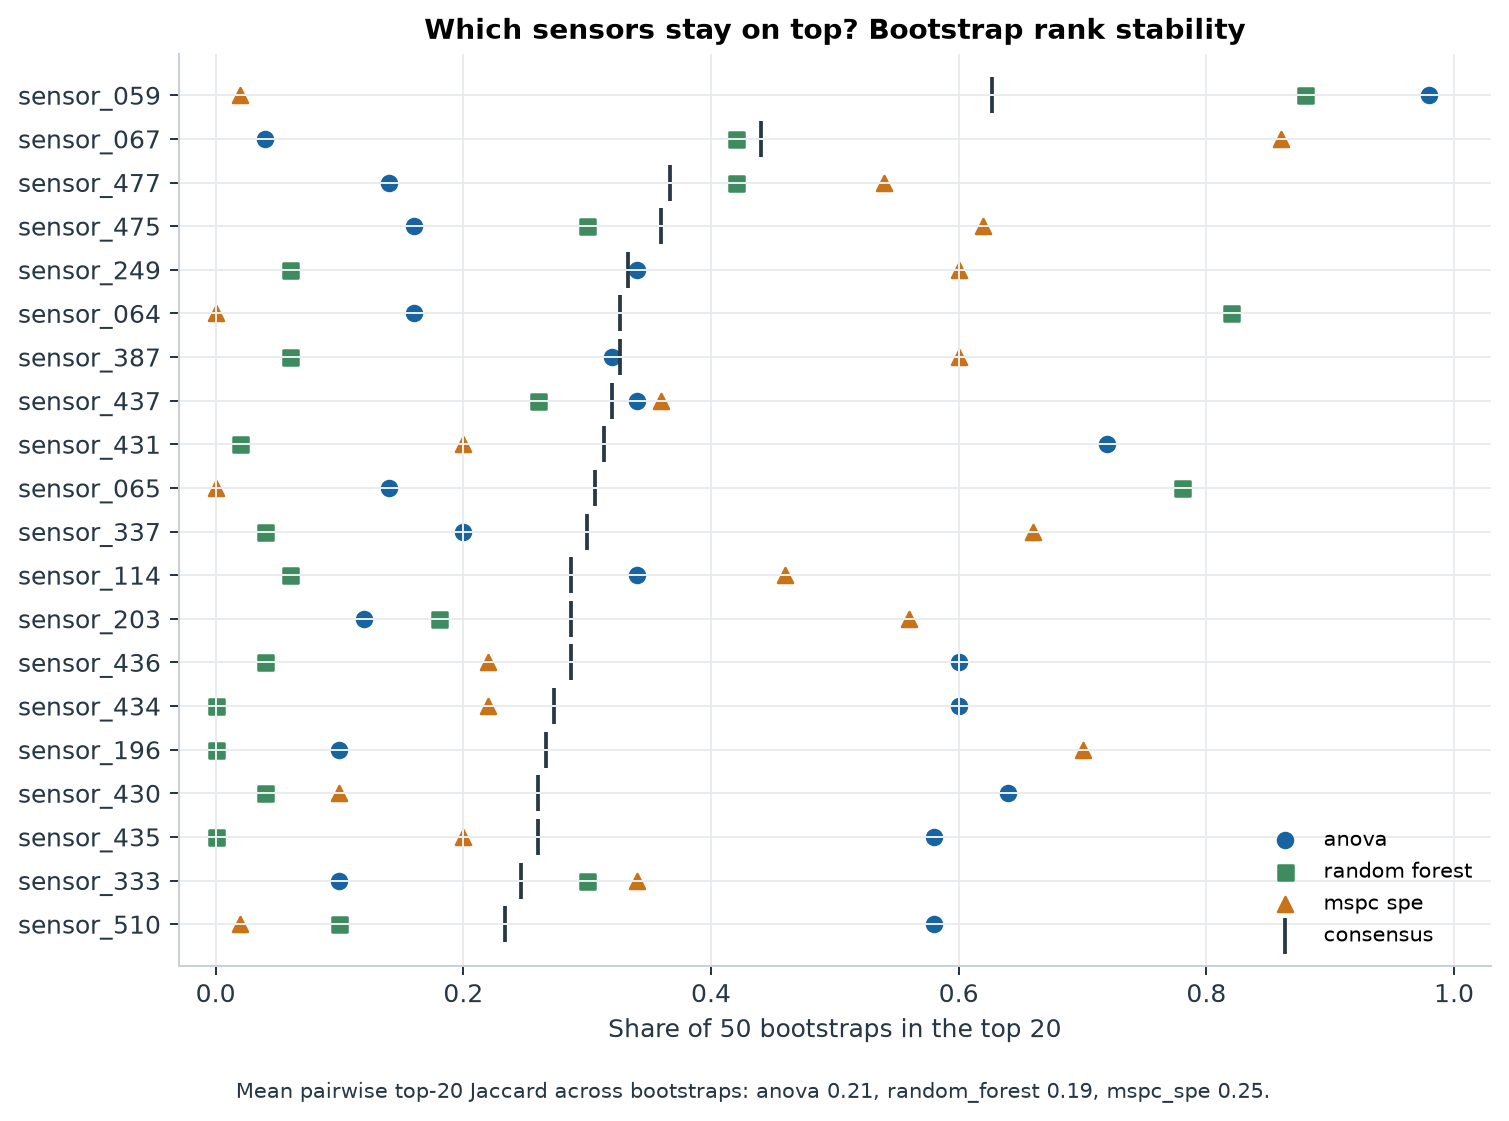 Which sensors stay on top? Bootstrap rank stability
sensor_059
sensor_067
sensor_477
sensor_475
sensor_249
sensor_064
sensor_387
sensor_437
sensor_431
sensor_065
sensor_337
sensor_114
sensor_203
sensor_436
sensor_434
sensor_196
sensor_430
sensor_435
sensor_333
sensor_510
anova
random forest
mspc spe
consensus
0.0 0.2 0.4 0.6 0.8 1.0
Share of 50 bootstraps in the top 20
Mean pairwise top-20 Jaccard across bootstraps: anova 0.21, random_forest 0.19, mspc_spe 0.25.